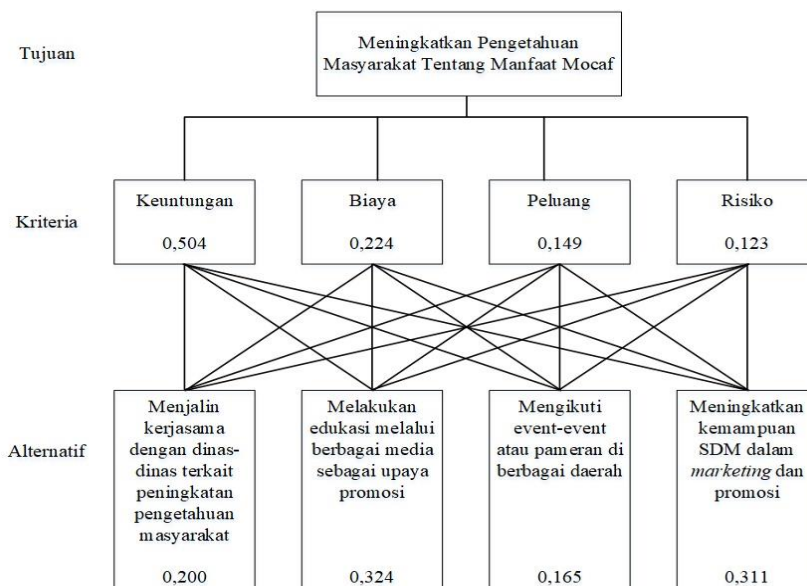 Tujuan
Meningkatkan Pengetahuan
Masyarakat Tentang Manfaat Mocaf
Kriteria
Keuntungan
0,504
Biaya
0,224
Peluang
0,149
Risiko
0,123
Alternatif
Menjalin
kerjasama
dengan dinas-
dinas terkait
peningkatan
pengetahuan
masyarakat
0,200
Melakukan
edukasi melalui
berbagai media
sebagai upaya
promosi
0,324
Mengikuti
event-event
atau pameran di
berbagai daerah
0,165
Meningkatkan
kemampuan
SDM dalam
marketing dan
promosi
0,311